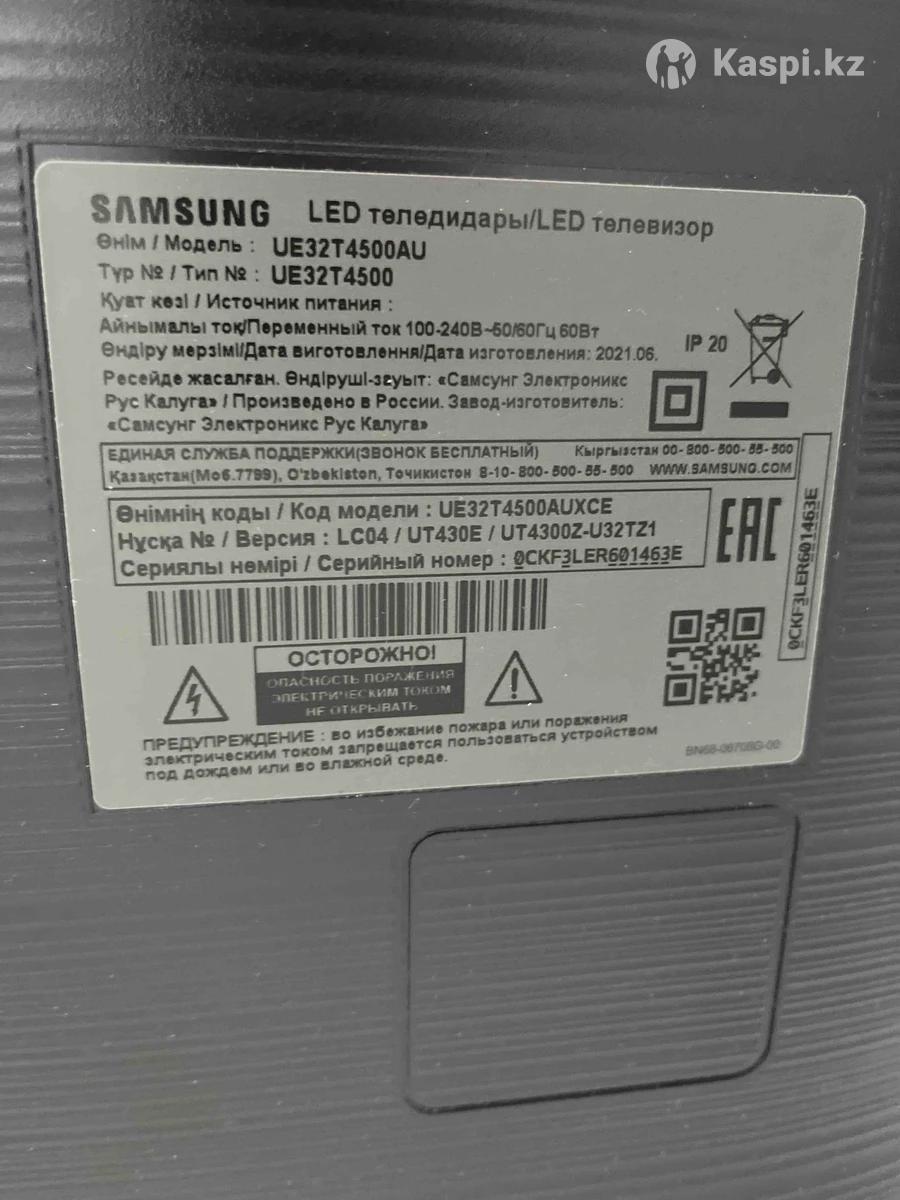 Kaspi.kz
SAMSUNG LED теледидары/LED телевизор
Өнім / Модель : UE32T4500AU
Түр № / Тип № : UE32T4500
Қуат көзі / Источник питания :
Айнымалы тоқ/Переменный ток 100-240В~50/60Гц 60Вт
Өндіру мерзімі/Дата виготовлення/Дата изготовления: 2021.06.
IP 20
Ресейде жасалған. Өндіруші-зауыт: «Самсунг Электроникс
Рус Калуга» / Произведено в России. Завод-изготовитель:
«Самсунг Электроникс Рус Калуга»
ЕДИНАЯ СЛУЖБА ПОДДЕРЖКИ(ЗВОНОК БЕСПЛАТНЫЙ) Кыргызстан 00-800-500-55-500
Қазақстан(Моб.7799), O'zbekiston, Тоҷикистон 8-10-800-500-55-500 WWW.SAMSUNG.COM
Өнімнің коды / Код модели : UE32T4500AUXCE
Нұсқа № / Версия : LC04 / UT430E / UT4300Z-U32TZ1
Сериялы нөмірі / Серийный номер : 0CKF3LER601463E
EAC
0CKF3LER601463E
ОСТОРОЖНО!
ОПАСНОСТЬ ПОРАЖЕНИЯ
ЭЛЕКТРИЧЕСКИМ ТОКОМ
НЕ ОТКРЫВАТЬ
ПРЕДУПРЕЖДЕНИЕ : во избежание пожара или поражения
электрическим током запрещается пользоваться устройством
под дождем или во влажной среде.